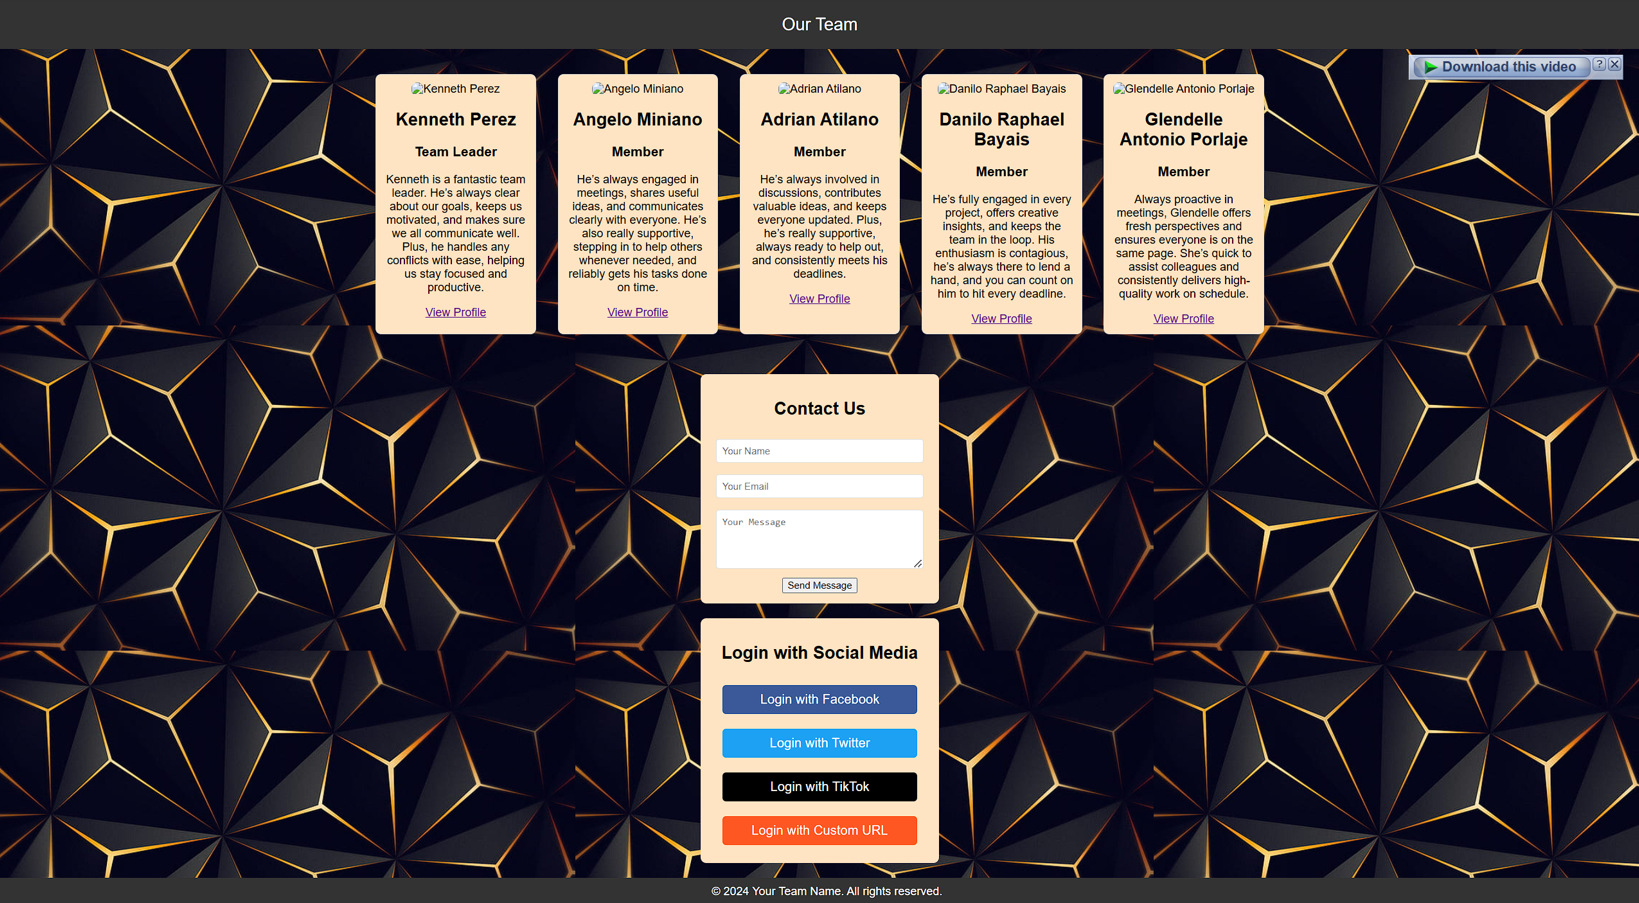 Our Team
Download this video
?
Kenneth Perez
Kenneth Perez
Team Leader
Kenneth is a fantastic team
leader. He's always clear
about our goals, keeps us
motivated, and makes sure
we all communicate well.
Plus, he handles any
conflicts with ease, helping
us stay focused and
productive.
View Profile
Angelo Miniano
Angelo Miniano
Member
He's always engaged in
meetings, shares useful
ideas, and communicates
clearly with everyone. He's
also really supportive,
stepping in to help others
whenever needed, and
reliably gets his tasks done
on time.
View Profile
Adrian Atilano
Adrian Atilano
Member
He's always involved in
discussions, contributes
valuable ideas, and keeps
everyone updated. Plus,
he's really supportive,
always ready to help out,
and consistently meets his
deadlines.
View Profile
Danilo Raphael Bayais
Danilo Raphael
Bayais
Member
He's fully engaged in every
project, offers creative
insights, and keeps the
team in the loop. His
enthusiasm is contagious,
he's always there to lend a
hand, and you can count on
him to hit every deadline.
View Profile
Glendelle Antonio Porlaje
Glendelle
Antonio Porlaje
Member
Always proactive in
meetings, Glendelle offers
fresh perspectives and
ensures everyone is on the
same page. She's quick to
assist colleagues and
consistently delivers high-
quality work on schedule.
View Profile
Contact Us
Your Name
Your Email
Your Message
Send Message
Login with Social Media
Login with Facebook
Login with Twitter
Login with TikTok
Login with Custom URL
© 2024 Your Team Name. All rights reserved.